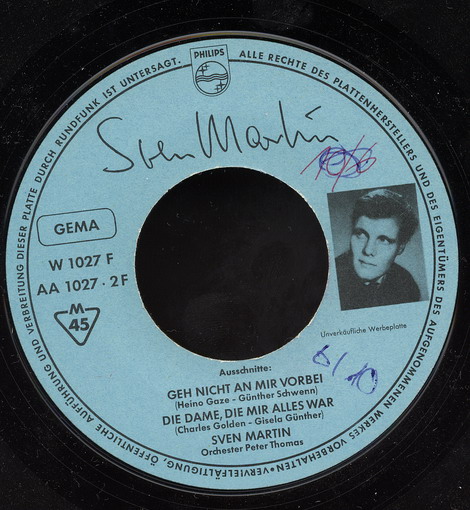 PHILIPS
ALLE RECHTE DES PLATTENHERSTELLERS UND DES EIGENTÜMERS DES AUFGENOMMENEN WERKES VORBEHALTEN · VERVIELFÄLTIGUNG, ÖFFENTLICHE AUFFÜHRUNG UND VERBREITUNG DIESER PLATTE DURCH RUNDFUNK IST UNTERSAGT.
Sven Martin
GEMA
W 1027 F
AA 1027 · 2 F
M
45
Unverkäufliche Werbeplatte
Ausschnitte:
GEH NICHT AN MIR VORBEI
(Heino Gaze - Günther Schwenn)
DIE DAME, DIE MIR ALLES WAR
(Charles Golden - Gisela Günther)
SVEN MARTIN
Orchester Peter Thomas